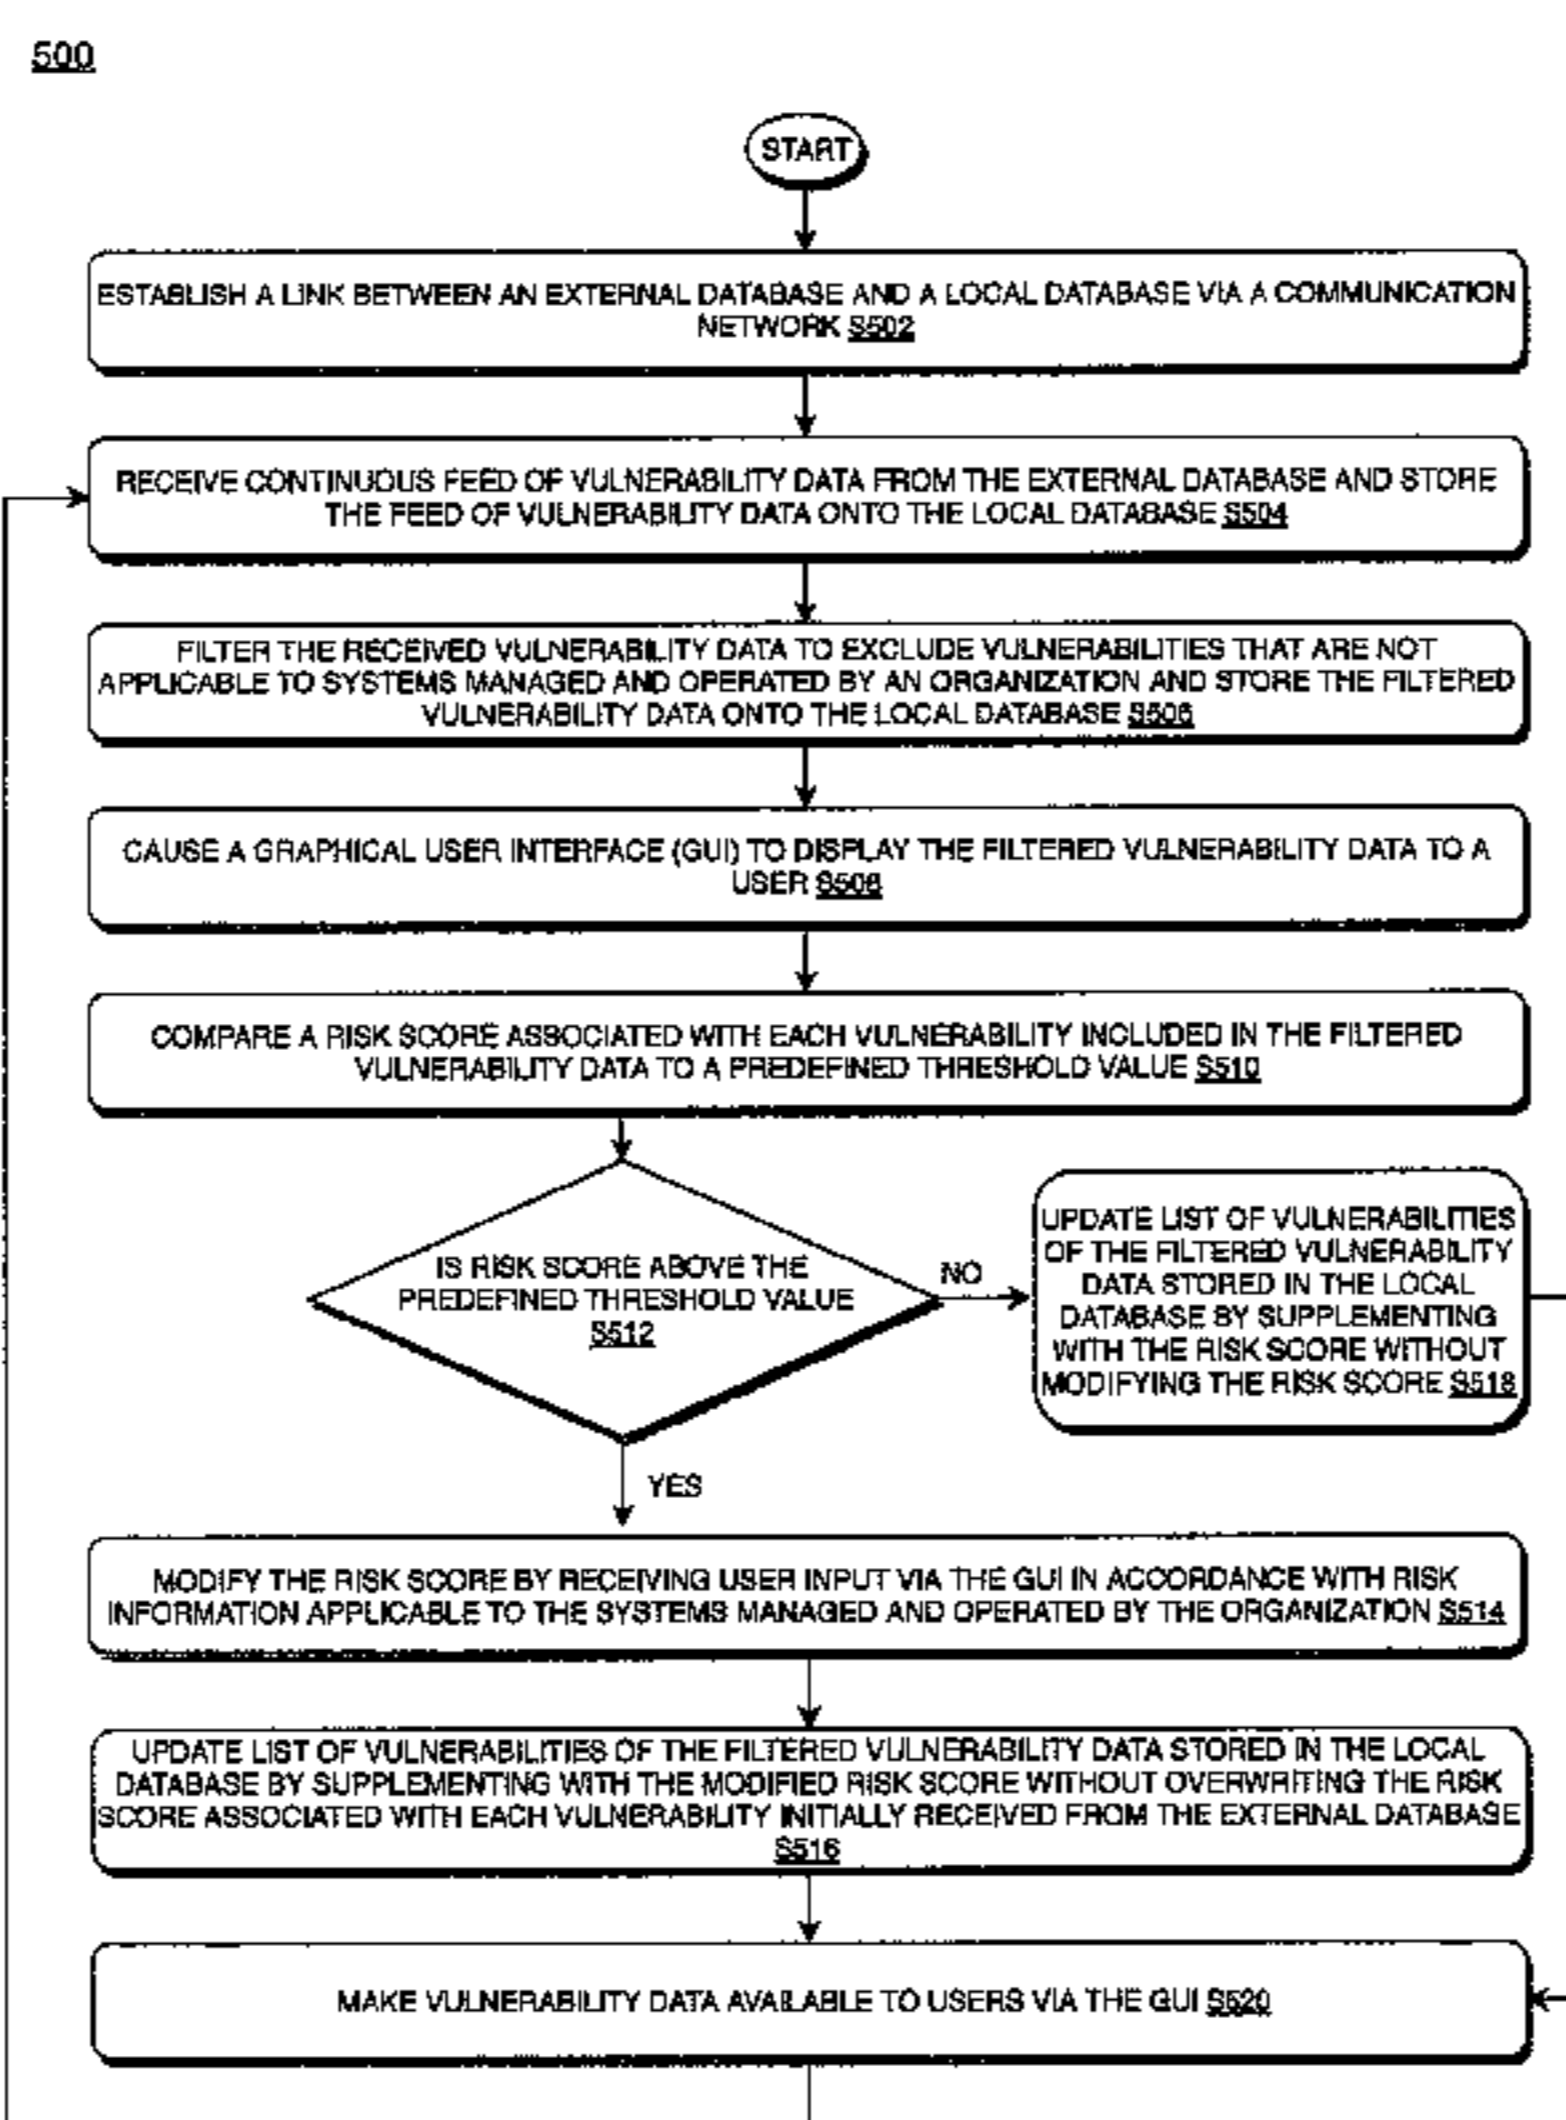 500
START
ESTABLISH A LINK BETWEEN AN EXTERNAL DATABASE AND A LOCAL DATABASE VIA A COMMUNICATION
NETWORK S502
RECEIVE CONTINUOUS FEED OF VULNERABILITY DATA FROM THE EXTERNAL DATABASE AND STORE
THE FEED OF VULNERABILITY DATA ONTO THE LOCAL DATABASE S504
FILTER THE RECEIVED VULNERABILITY DATA TO EXCLUDE VULNERABILITIES THAT ARE NOT
APPLICABLE TO SYSTEMS MANAGED AND OPERATED BY AN ORGANIZATION AND STORE THE FILTERED
VULNERABILITY DATA ONTO THE LOCAL DATABASE S506
CAUSE A GRAPHICAL USER INTERFACE (GUI) TO DISPLAY THE FILTERED VULNERABILITY DATA TO A
USER S508
COMPARE A RISK SCORE ASSOCIATED WITH EACH VULNERABILITY INCLUDED IN THE FILTERED
VULNERABILITY DATA TO A PREDEFINED THRESHOLD VALUE S510
IS RISK SCORE ABOVE THE
PREDEFINED THRESHOLD VALUE
S512
NO
UPDATE LIST OF VULNERABILITIES
OF THE FILTERED VULNERABILITY
DATA STORED IN THE LOCAL
DATABASE BY SUPPLEMENTING
WITH THE RISK SCORE WITHOUT
MODIFYING THE RISK SCORE S518
YES
MODIFY THE RISK SCORE BY RECEIVING USER INPUT VIA THE GUI IN ACCORDANCE WITH RISK
INFORMATION APPLICABLE TO THE SYSTEMS MANAGED AND OPERATED BY THE ORGANIZATION S514
UPDATE LIST OF VULNERABILITIES OF THE FILTERED VULNERABILITY DATA STORED IN THE LOCAL
DATABASE BY SUPPLEMENTING WITH THE MODIFIED RISK SCORE WITHOUT OVERWRITING THE RISK
SCORE ASSOCIATED WITH EACH VULNERABILITY INITIALLY RECEIVED FROM THE EXTERNAL DATABASE
S516
MAKE VULNERABILITY DATA AVAILABLE TO USERS VIA THE GUI S520